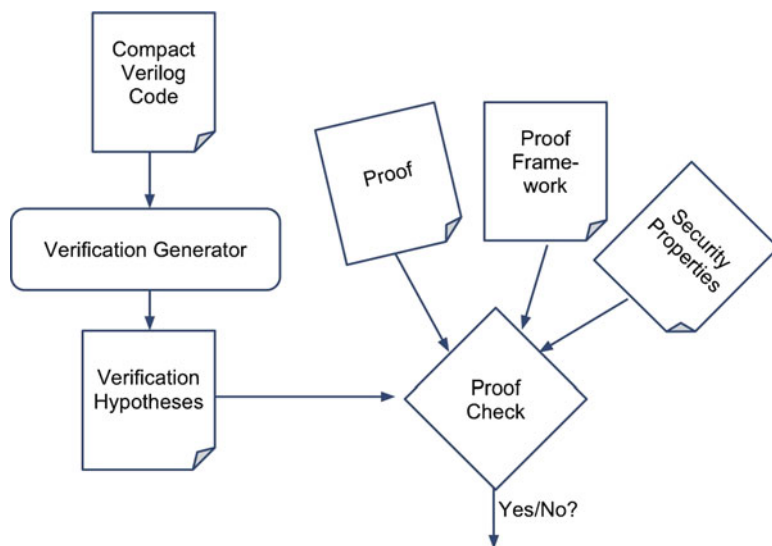 Compact
Verilog
Code
Proof
Proof
Frame-
work
Security
Properties
Verification Generator
Verification
Hypotheses
Proof
Check
Yes/No?